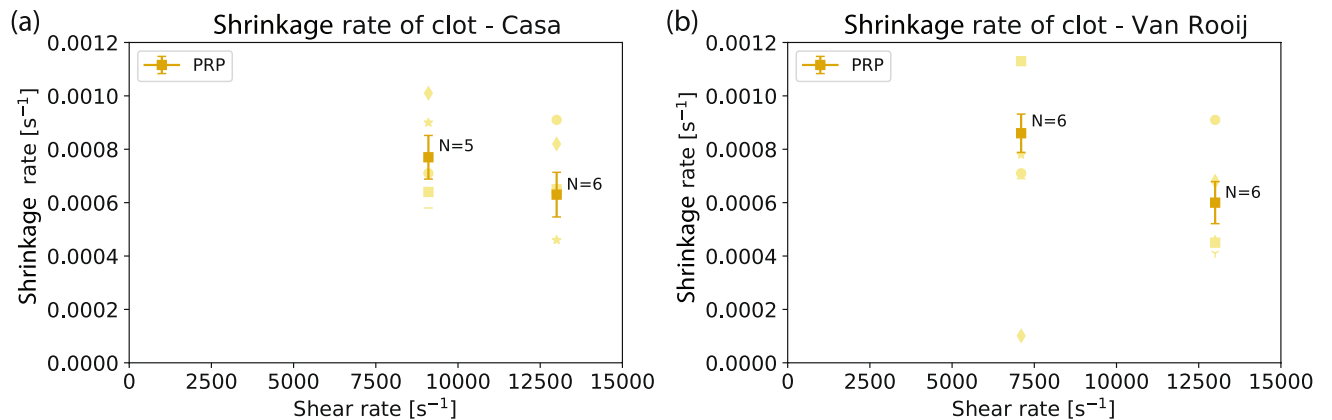 (a)
Shrinkage rate of clot - Casa
Shrinkage rate [s⁻¹]
0.0012
0.0010
0.0008
0.0006
0.0004
0.0002
0.0000
PRP
N=5
N=6
0
2500
5000
7500
10000
12500
15000
Shear rate [s⁻¹]
(b)
Shrinkage rate of clot - Van Rooij
Shrinkage rate [s⁻¹]
0.0012
0.0010
0.0008
0.0006
0.0004
0.0002
0.0000
PRP
N=6
N=6
0
2500
5000
7500
10000
12500
15000
Shear rate [s⁻¹]